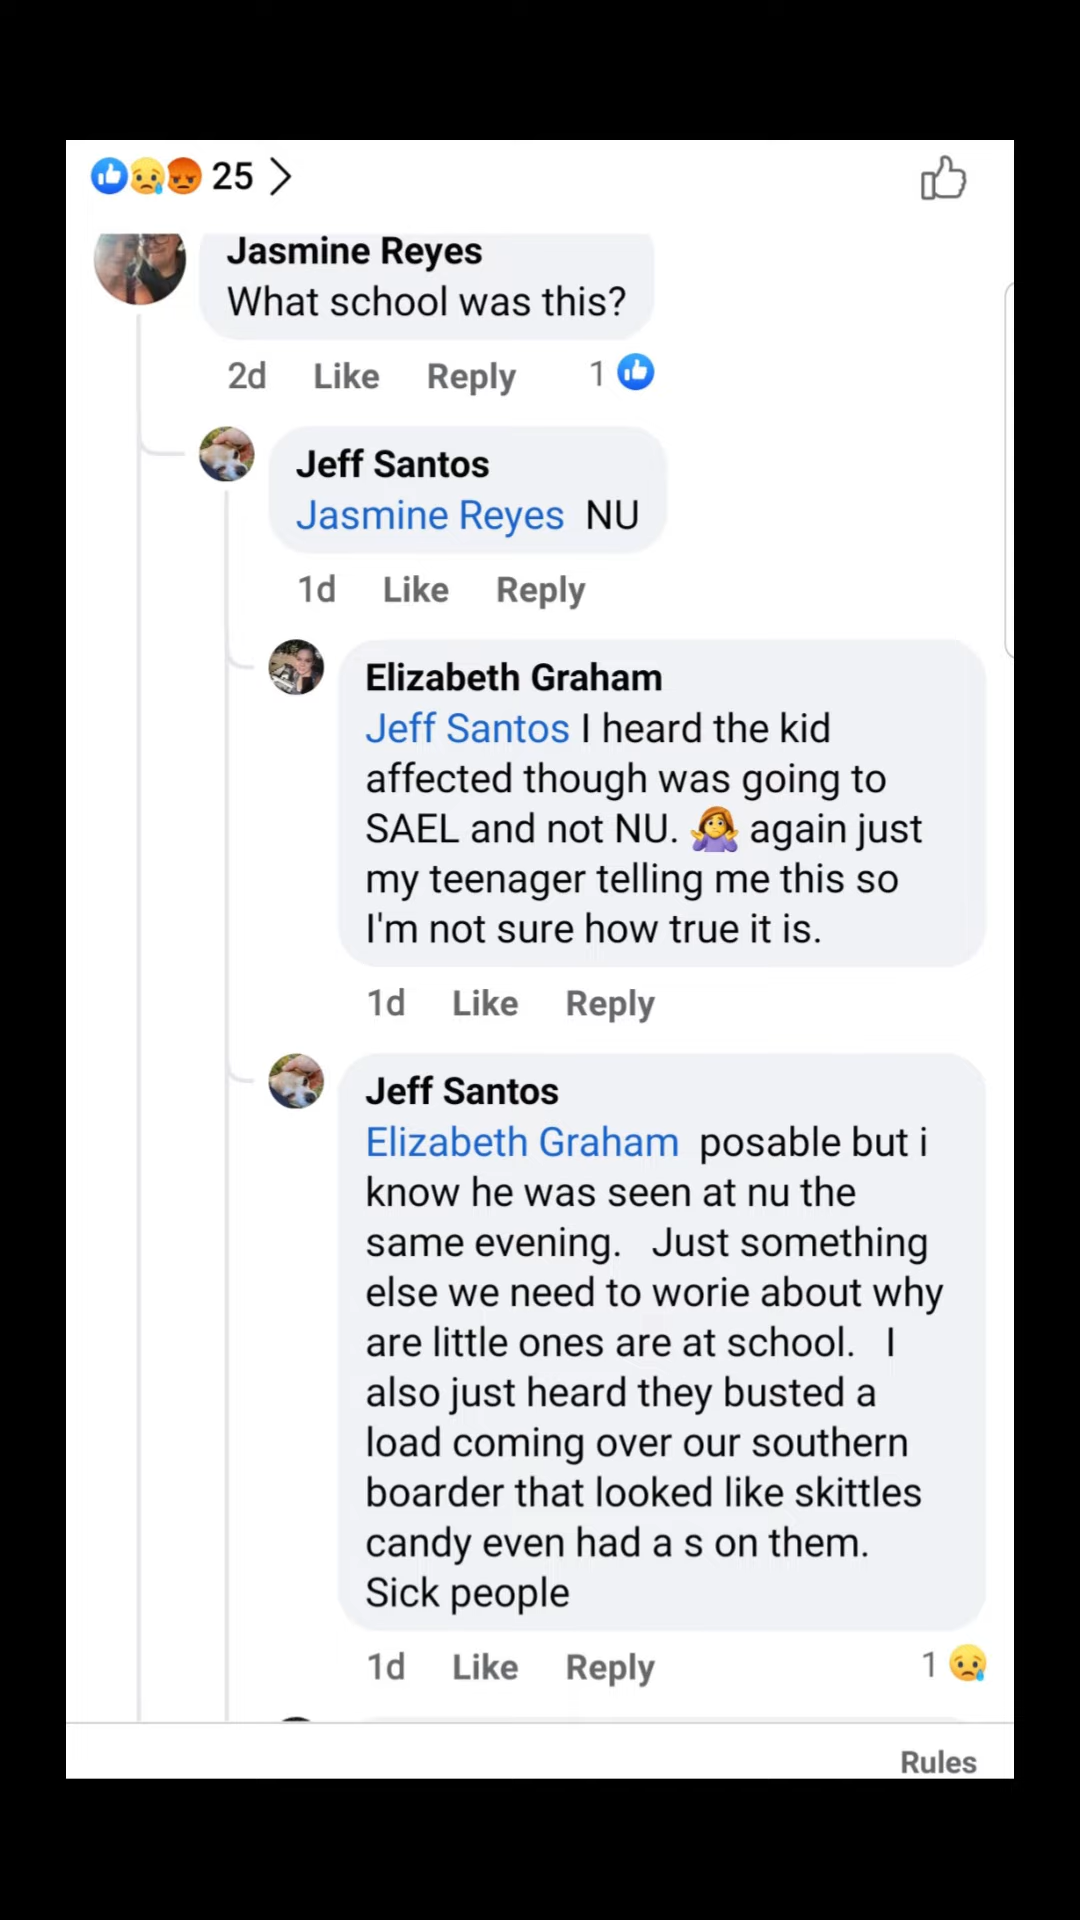 25
Jasmine Reyes
What school was this?
2d Like Reply 1
Jeff Santos
Jasmine Reyes NU
1d Like Reply
Elizabeth Graham
Jeff Santos I heard the kid
affected though was going to
SAEL and not NU. 🤷‍♀️ again just
my teenager telling me this so
I'm not sure how true it is.
1d Like Reply
Jeff Santos
Elizabeth Graham posable but i
know he was seen at nu the
same evening. Just something
else we need to worie about why
are little ones are at school. I
also just heard they busted a
load coming over our southern
boarder that looked like skittles
candy even had a s on them.
Sick people
1d Like Reply 1
Rules